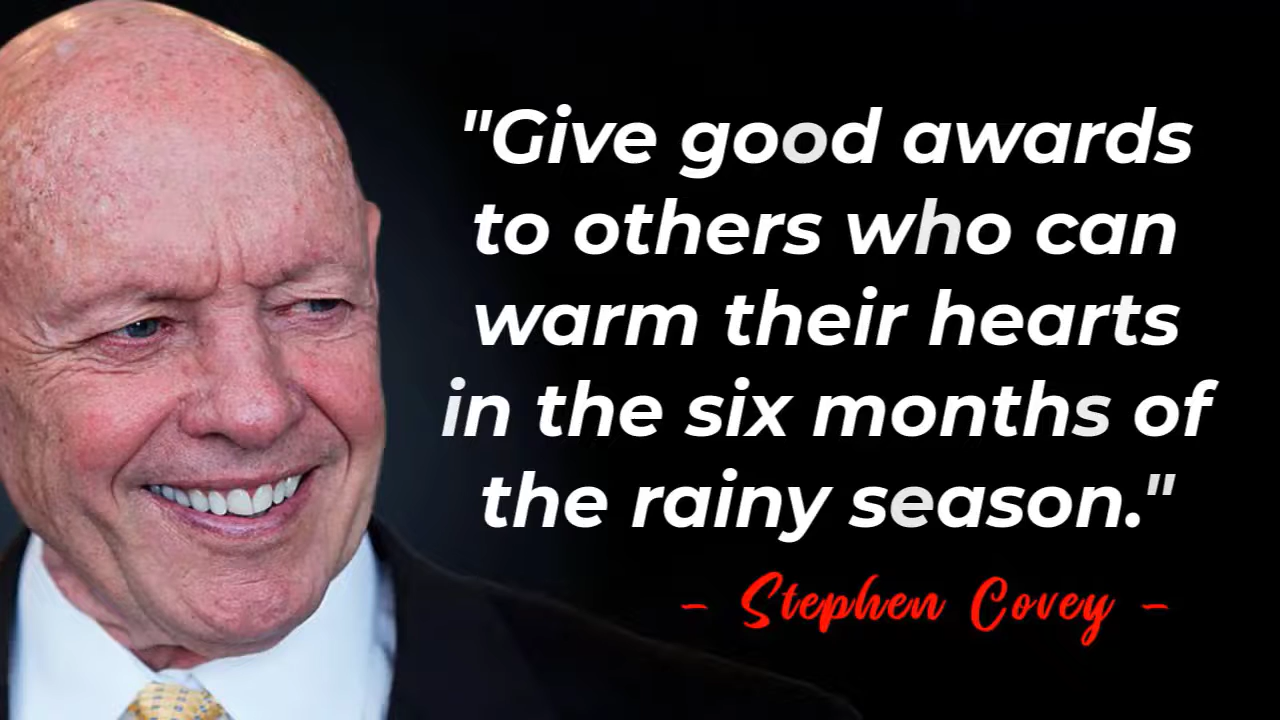 "Give good awards
to others who can
warm their hearts
in the six months of
the rainy season."
- Stephen Covey -